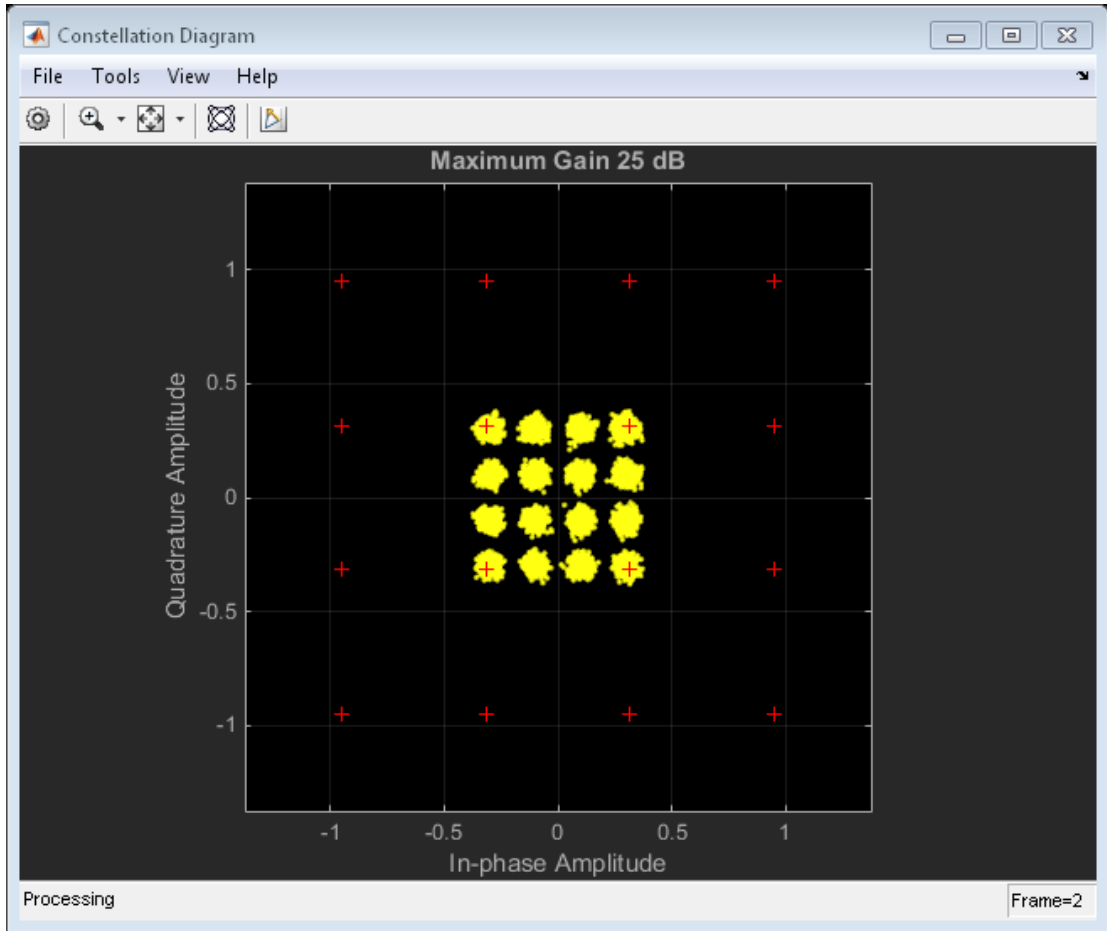 Constellation Diagram
File Tools View Help
Maximum Gain 25 dB
1
0.5
0
-0.5
-1
Quadrature Amplitude
-1 -0.5 0 0.5 1
In-phase Amplitude
Processing Frame=2